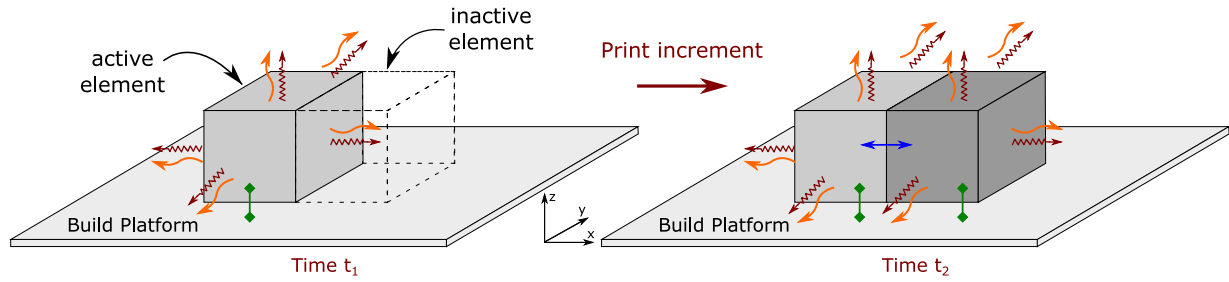 active
element
inactive
element
Print increment
Build Platform
z
y
x
Build Platform
Time t₁
Time t₂